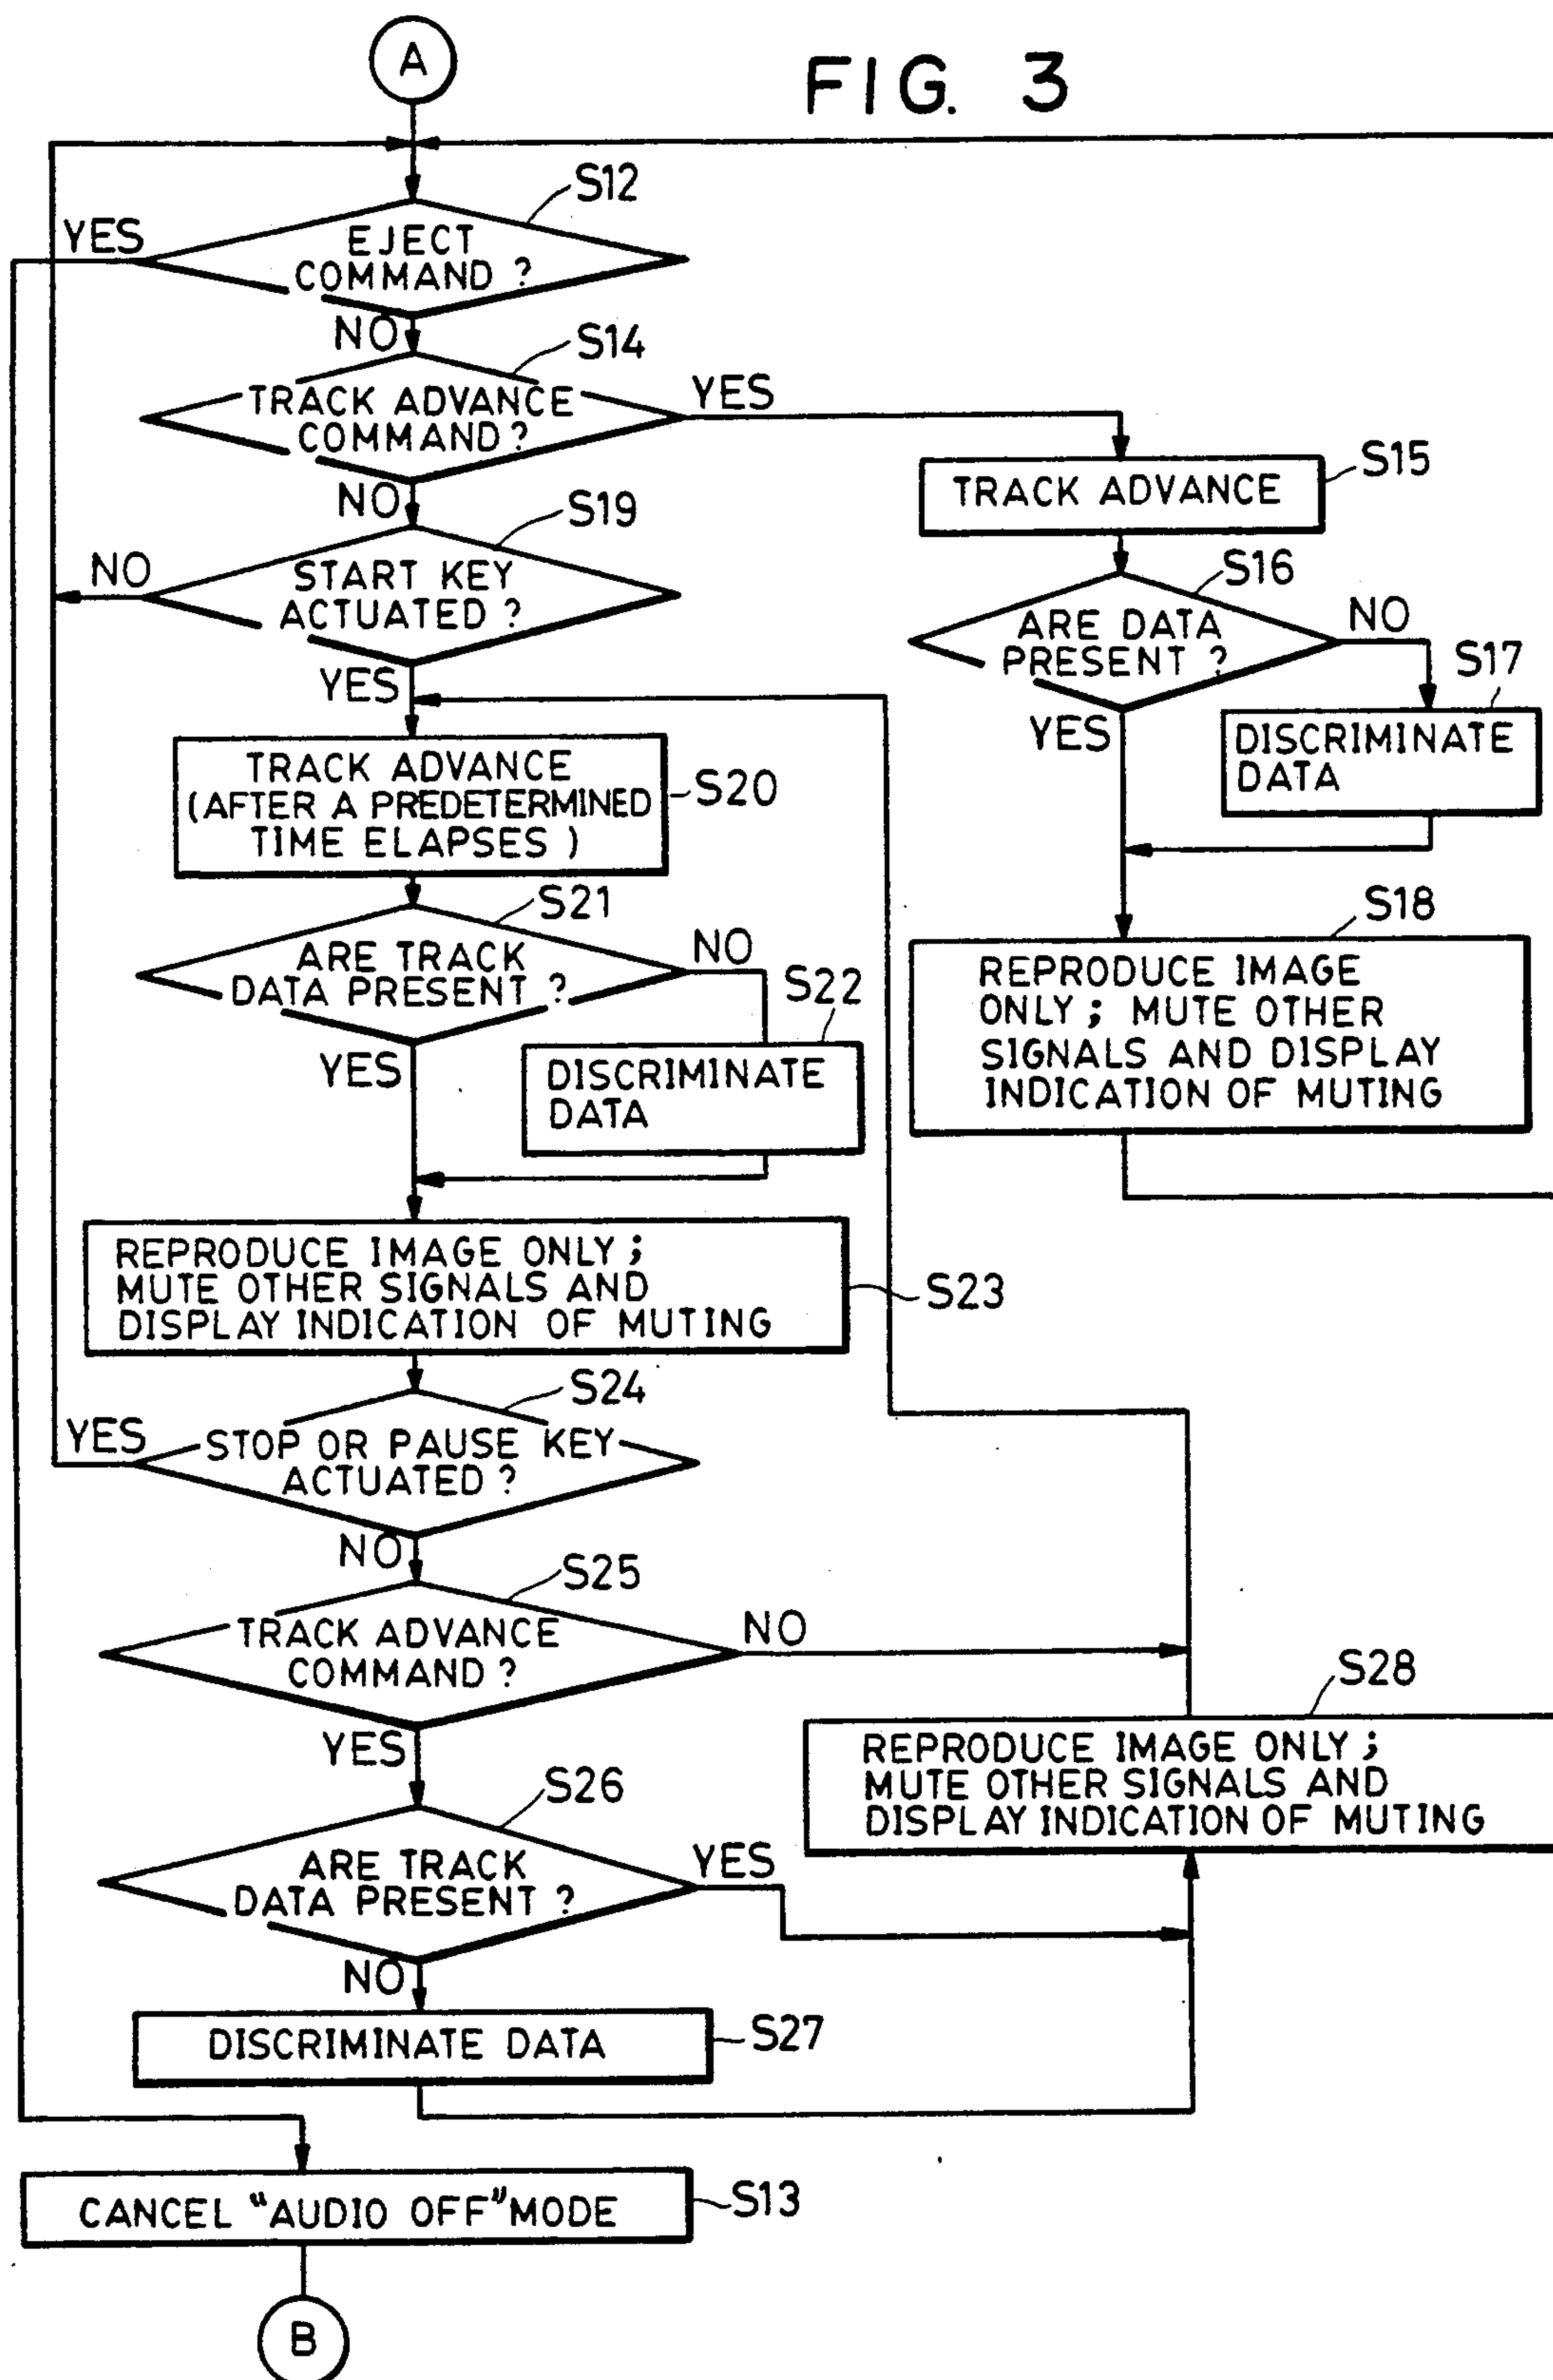 A
FIG. 3
S12
YES
EJECT
COMMAND ?
NO
S14
TRACK ADVANCE
COMMAND ?
YES
NO
S15
TRACK ADVANCE
S19
NO
START KEY
ACTUATED ?
YES
S16
ARE DATA
PRESENT ?
NO
S17
YES
DISCRIMINATE
DATA
TRACK ADVANCE
(AFTER A PREDETERMINED
TIME ELAPSES )
S20
S21
ARE TRACK
DATA PRESENT ?
NO
S22
YES
DISCRIMINATE
DATA
S18
REPRODUCE IMAGE
ONLY ; MUTE OTHER
SIGNALS AND DISPLAY
INDICATION OF MUTING
REPRODUCE IMAGE ONLY ;
MUTE OTHER SIGNALS AND
DISPLAY INDICATION OF MUTING
S23
S24
YES
STOP OR PAUSE KEY
ACTUATED ?
NO
S25
TRACK ADVANCE
COMMAND ?
NO
YES
S28
REPRODUCE IMAGE ONLY ;
MUTE OTHER SIGNALS AND
DISPLAY INDICATION OF MUTING
S26
ARE TRACK
DATA PRESENT ?
YES
NO
DISCRIMINATE DATA
S27
CANCEL "AUDIO OFF" MODE
S13
B